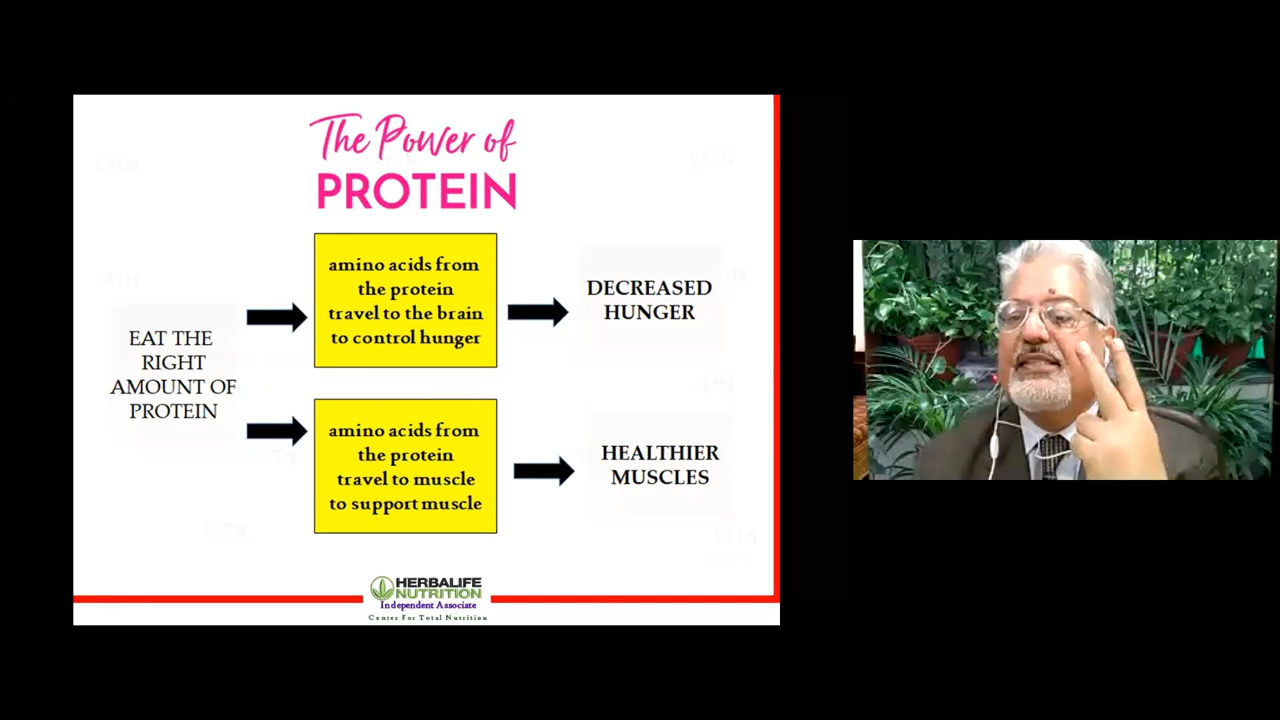 The Power of
PROTEIN
EAT THE
RIGHT
AMOUNT OF
PROTEIN
amino acids from
the protein
travel to the brain
to control hunger
DECREASED
HUNGER
amino acids from
the protein
travel to muscle
to support muscle
HEALTHIER
MUSCLES
HERBALIFE
NUTRITION
Independent Associate
Center For Total Nutrition